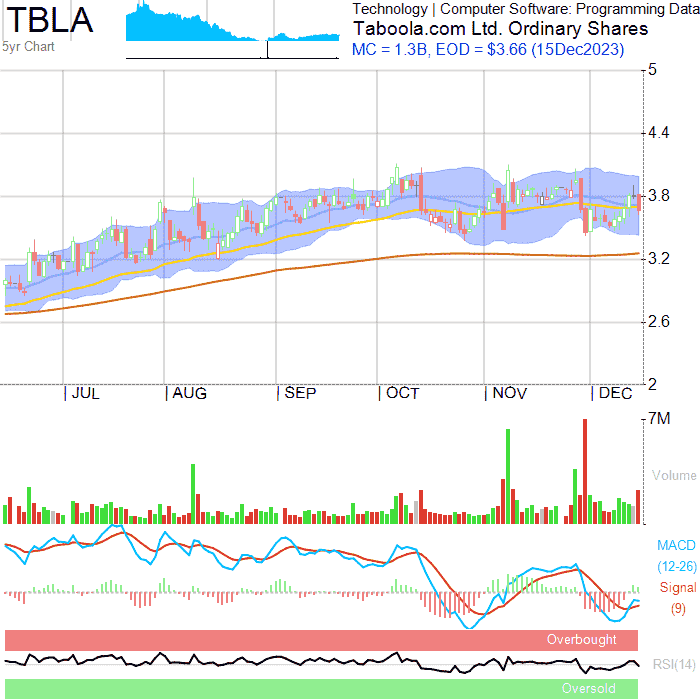 TBLA
5yr Chart
Technology | Computer Software: Programming Data
Taboola.com Ltd. Ordinary Shares
MC = 1.3B, EOD = $3.66 (15Dec2023)
5
4.4
3.8
3.2
2.6
2
JUL
AUG
SEP
OCT
NOV
DEC
7M
Volume
MACD
(12-26)
Signal
(9)
Overbought
RSI(14)
Oversold